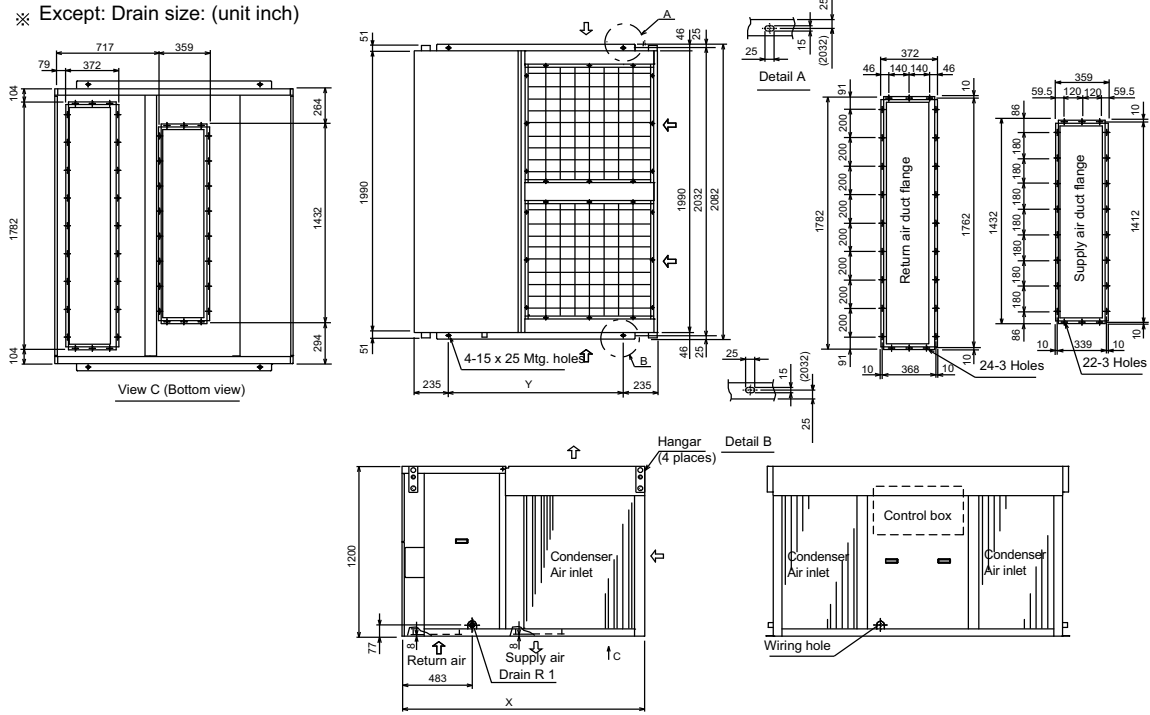 ※ Except: Drain size: (unit inch)
717
359
79
372
104
1782
104
264
1432
294
View C (Bottom view)
51
1990
51
A
46
25
1990
2032
2082
46
25
B
4-15 x 25 Mtg. holes
235
Y
235
25
15
(2032)
25
Detail A
25
15
(2032)
25
Detail B
372
46
140
140
46
91
200
200
200
200
200
200
200
200
91
1782
10
1762
10
Return air duct flange
10
368
10
24-3 Holes
359
59.5
120
120
59.5
86
180
180
180
180
180
180
180
86
1432
10
1412
10
Supply air duct flange
10
339
10
22-3 Holes
Hangar
(4 places)
1200
77
8
8
Condenser
Air inlet
Return air
Supply air
Drain R 1
C
483
X
Control box
Condenser
Air inlet
Condenser
Air inlet
Wiring hole